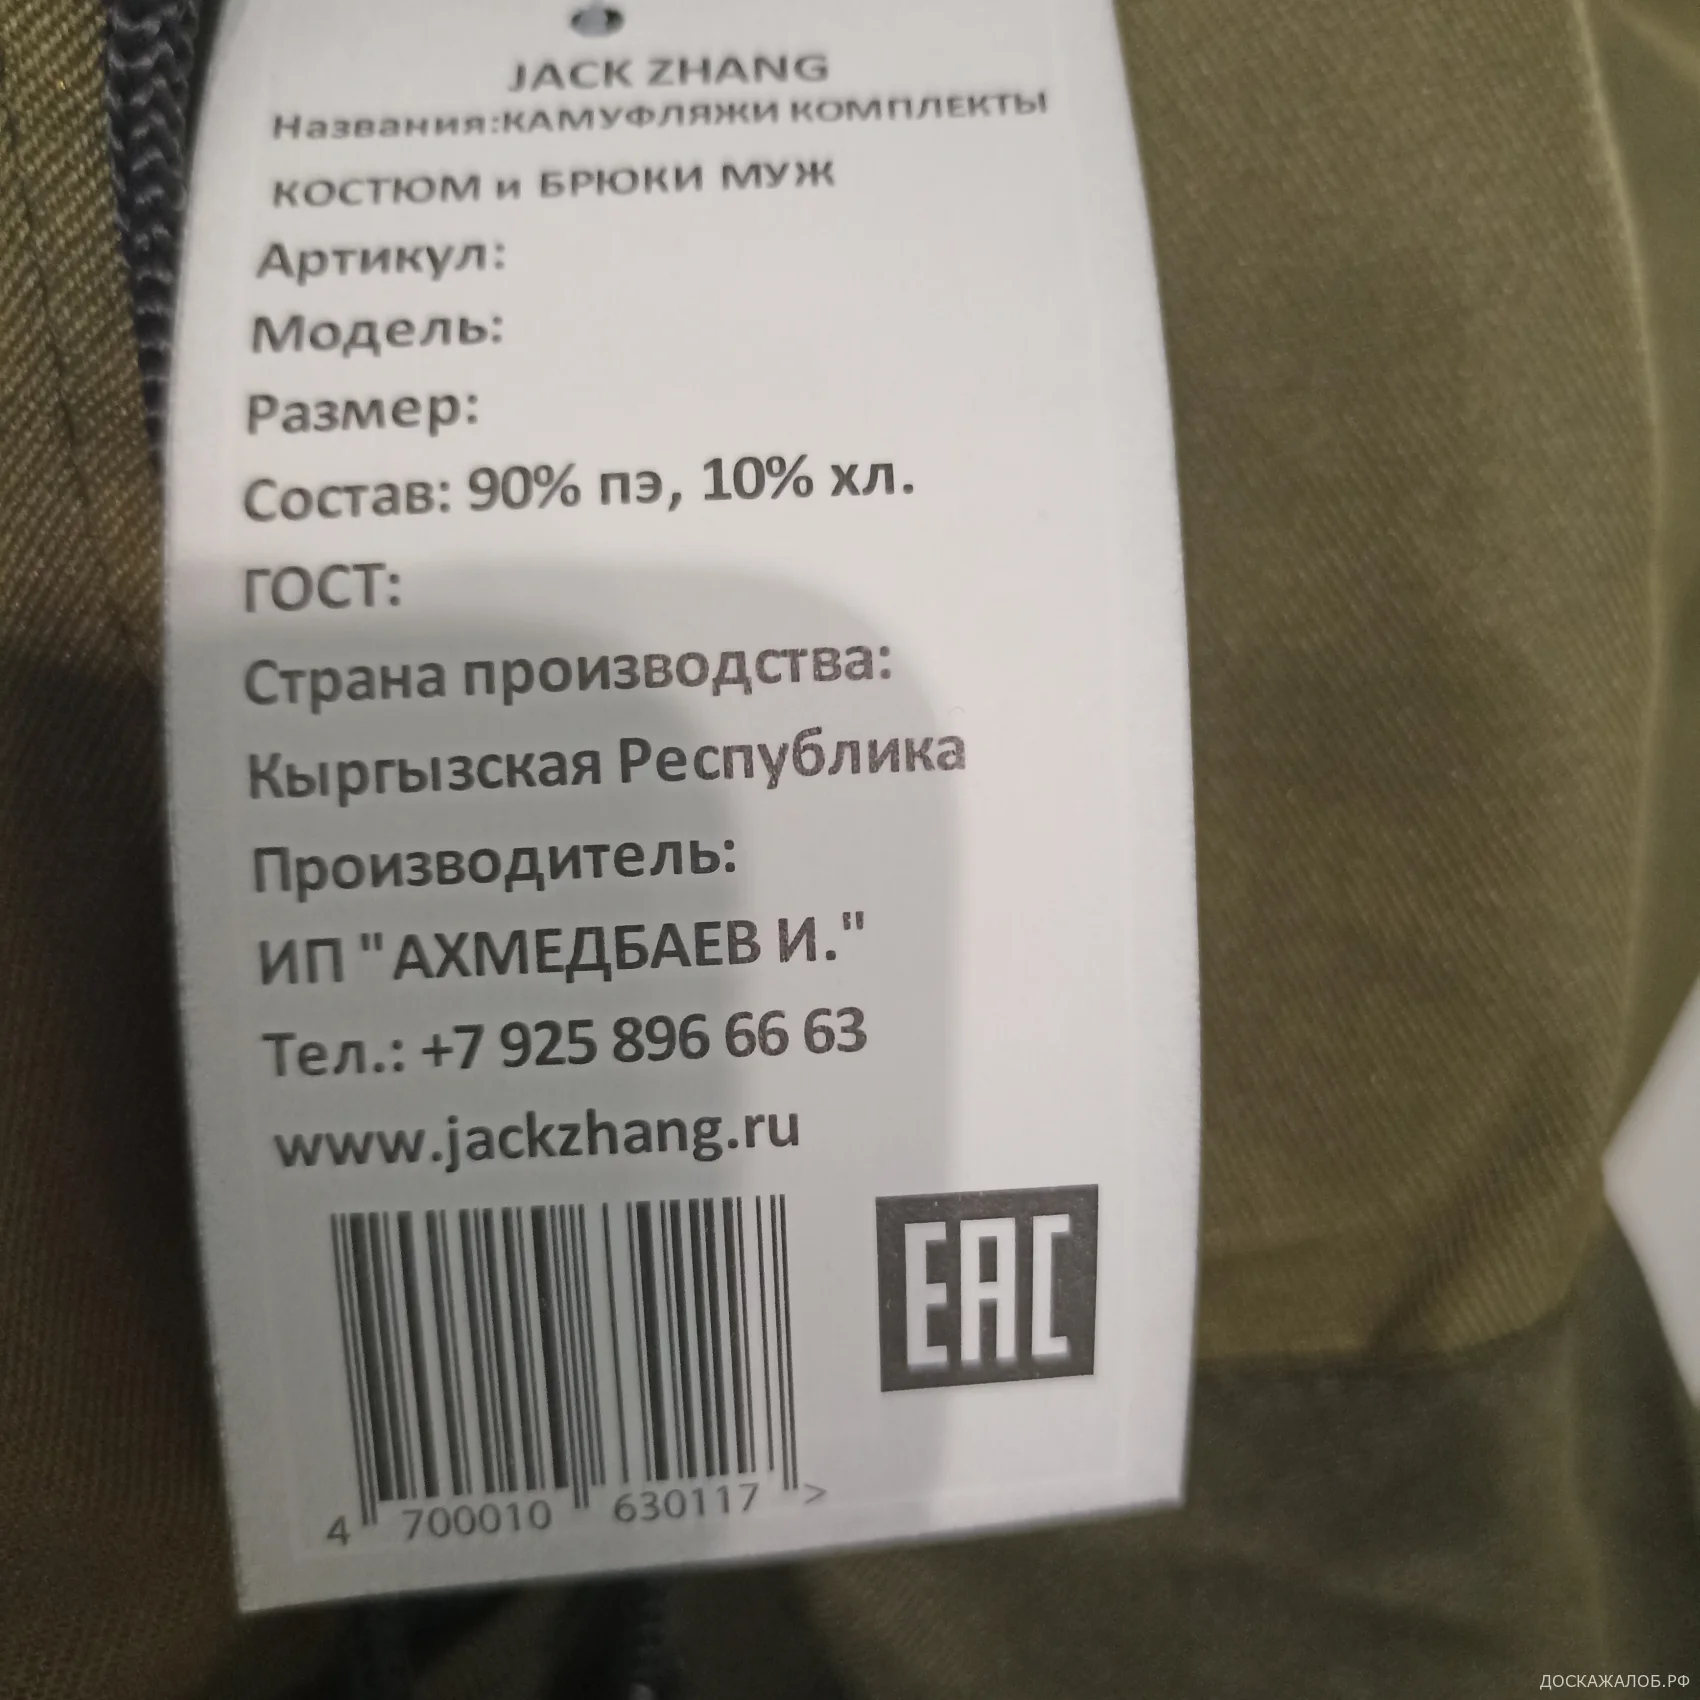 JACK ZHANG
Названия:КАМУФЛЯЖИ КОМПЛЕКТЫ
КОСТЮМ и БРЮКИ МУЖ
Артикул:
Модель:
Размер:
Состав: 90% пэ, 10% хл.
ГОСТ:
Страна производства:
Кыргызская Республика
Производитель:
ИП "АХМЕДБАЕВ И."
Тел.: +7 925 896 66 63
www.jackzhang.ru
EAC
4 700010 630117 >
ДОСКАЖАЛОБ.РФ